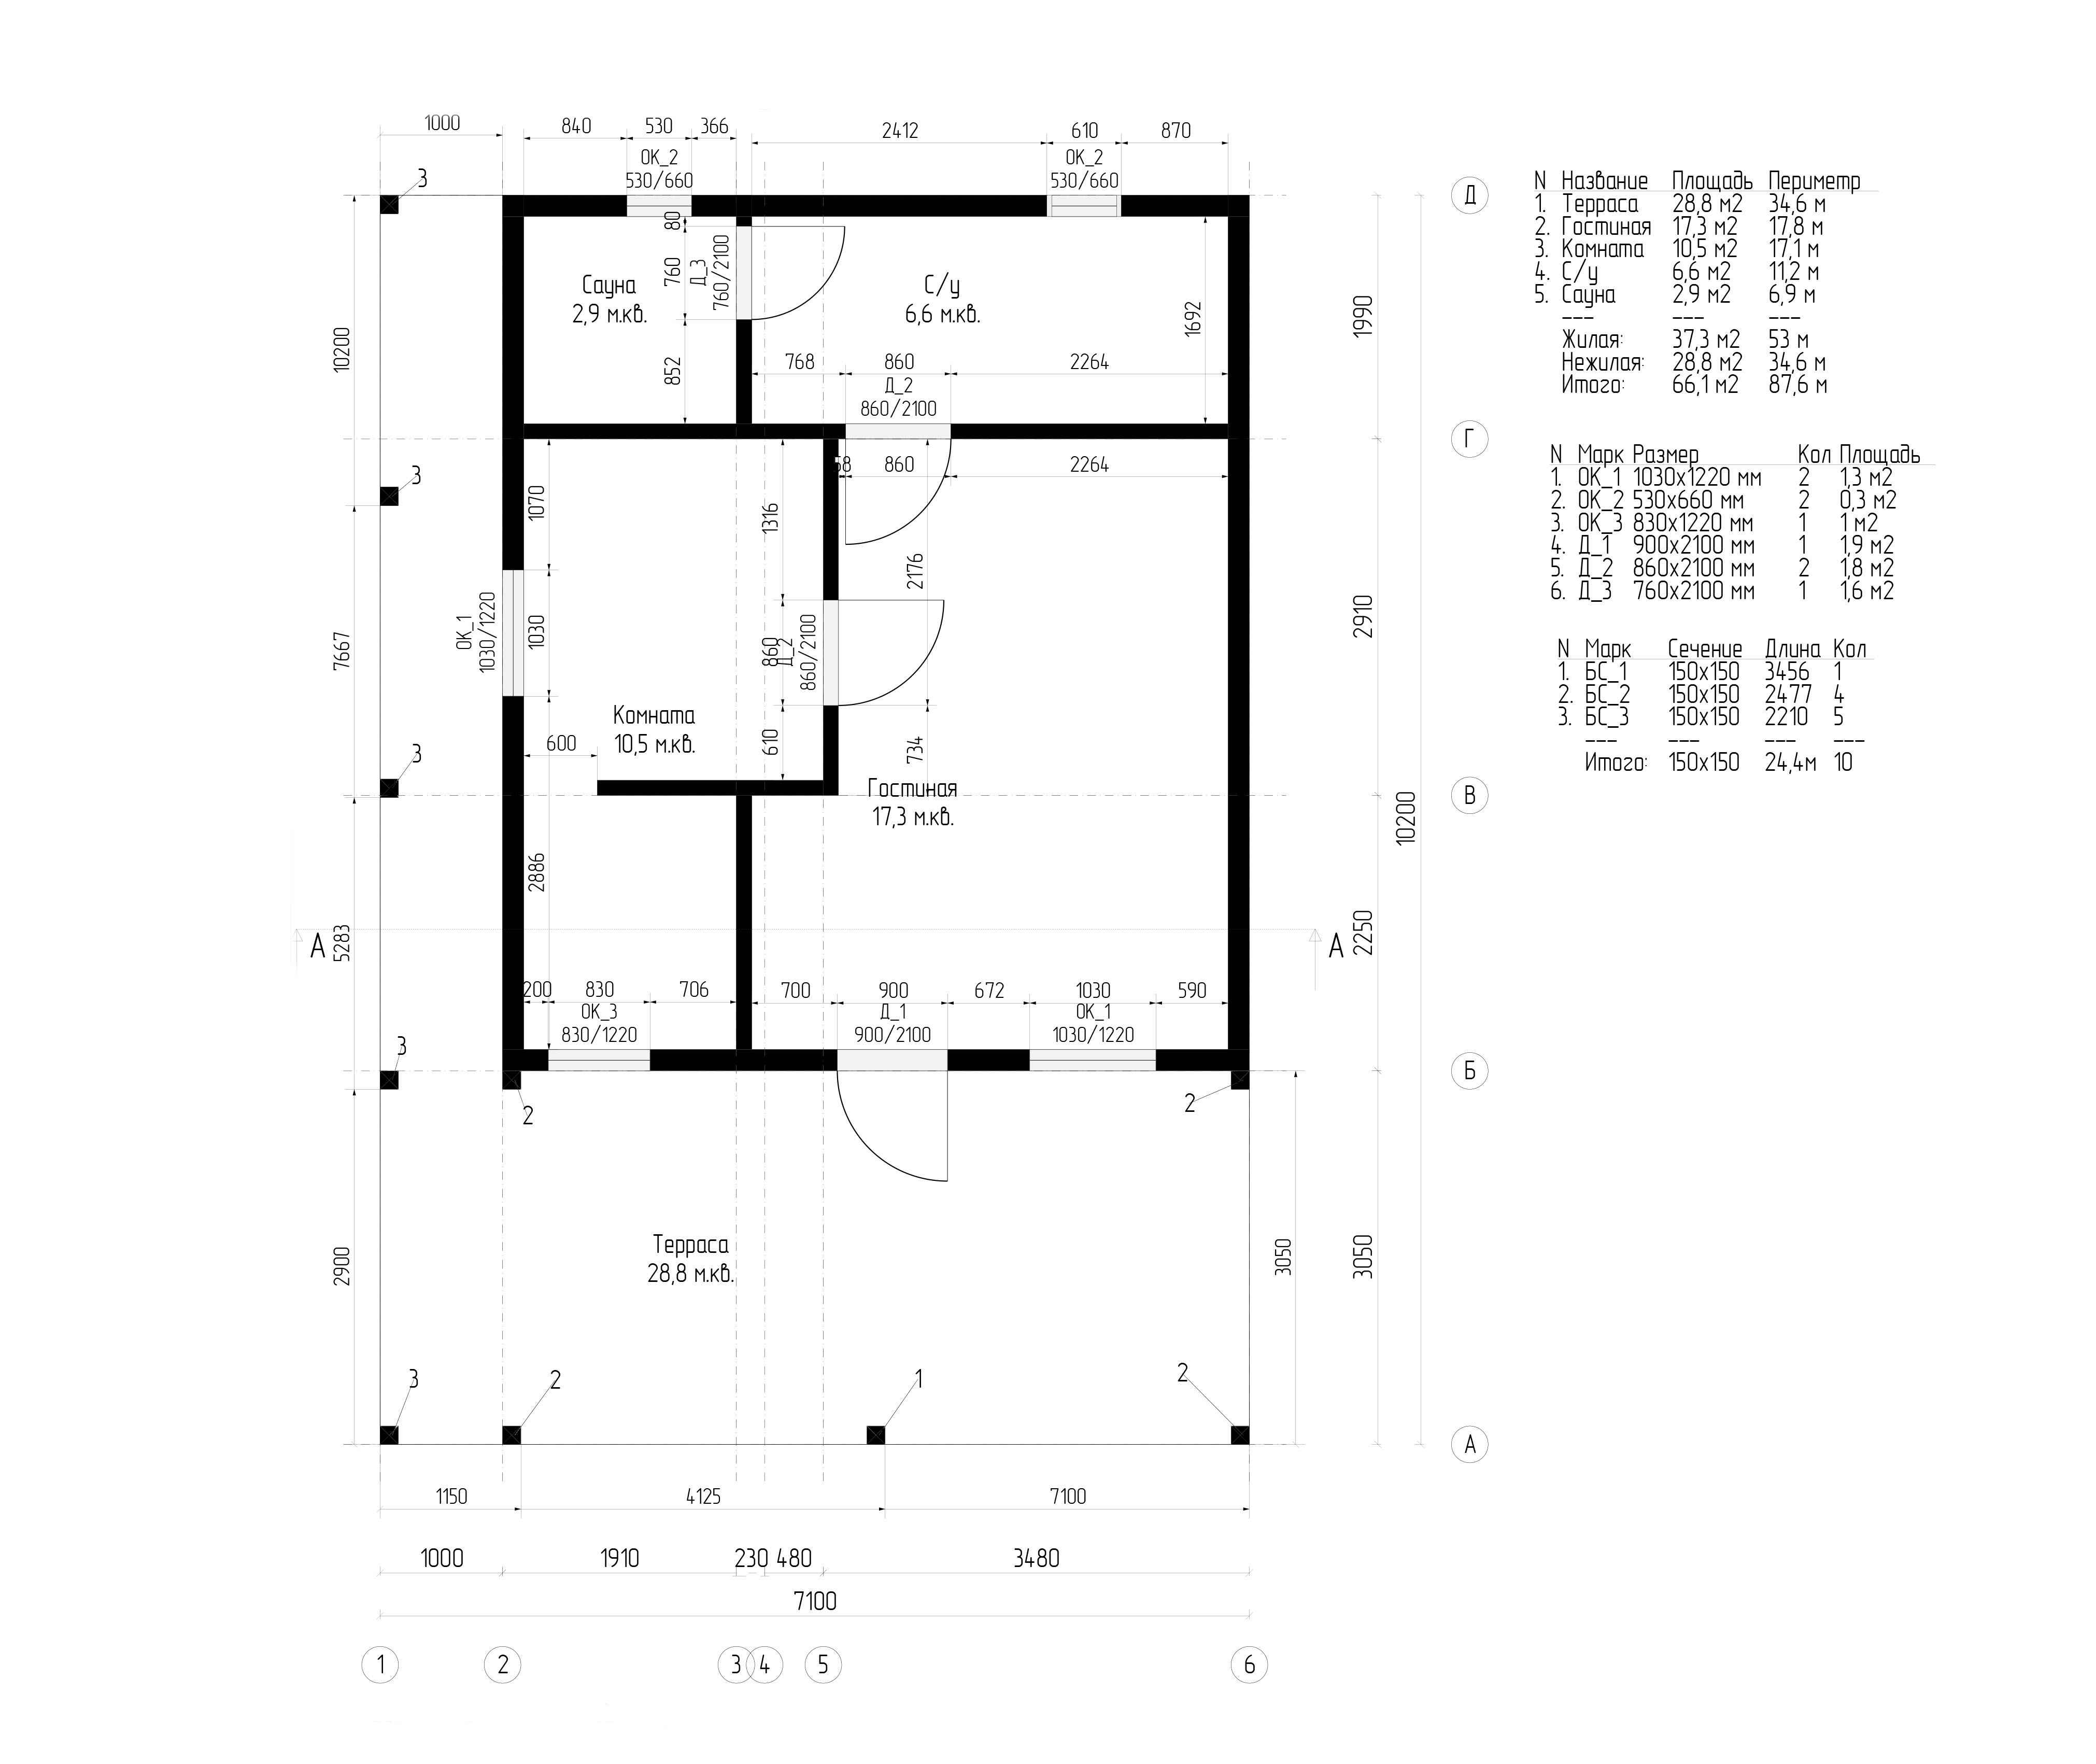 1000
840 530 366
2412 610 870
ОК_2
530/660
ОК_2
530/660
3
Д
80
760
Д_3
760/2100
852
Сауна
2,9 м.кв.
С/у
6,6 м.кв.
1692
1990
10200
768 860 2264
Д_2
860/2100
Г
860 2264
3
1070
1316
2176
ОК_1
1030/1220
1030
860
Д_2
860/2100
2910
7667
Комната
10,5 м.кв.
600
610
734
3
Гостиная
17,3 м.кв.
В
10200
2886
5283
А
А
2250
200 830 706
ОК_3
830/1220
700 900 672 1030 590
Д_1
900/2100
ОК_1
1030/1220
3
Б
2
2
Терраса
28,8 м.кв.
2900
3050
3050
3
2
1
2
А
1150 4125 7100
1000 1910 230 480 3480
7100
1 2 3 4 5 6
N Название Площадь Периметр
1. Терраса 28,8 м2 34,6 м
2. Гостиная 17,3 м2 17,8 м
3. Комната 10,5 м2 17,1 м
4. С/у 6,6 м2 11,2 м
5. Сауна 2,9 м2 6,9 м
--- --- ---
Жилая: 37,3 м2 53 м
Нежилая: 28,8 м2 34,6 м
Итого: 66,1 м2 87,6 м
N Марк Размер Кол Площадь
1. ОК_1 1030х1220 мм 2 1,3 м2
2. ОК_2 530х660 мм 2 0,3 м2
3. ОК_3 830х1220 мм 1 1 м2
4. Д_1 900х2100 мм 1 1,9 м2
5. Д_2 860х2100 мм 2 1,8 м2
6. Д_3 760х2100 мм 1 1,6 м2
N Марк Сечение Длина Кол
1. БС_1 150х150 3456 1
2. БС_2 150х150 2477 4
3. БС_3 150х150 2210 5
--- --- --- ---
Итого: 150х150 24,4м 10